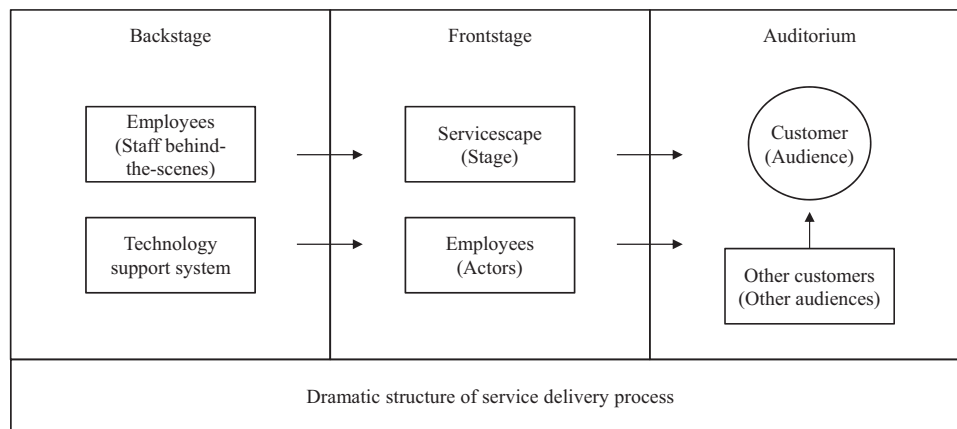 Backstage
Frontstage
Auditorium
Employees
(Staff behind-
the-scenes)
Servicescape
(Stage)
Customer
(Audience)
Technology
support system
Employees
(Actors)
Other customers
(Other audiences)
Dramatic structure of service delivery process